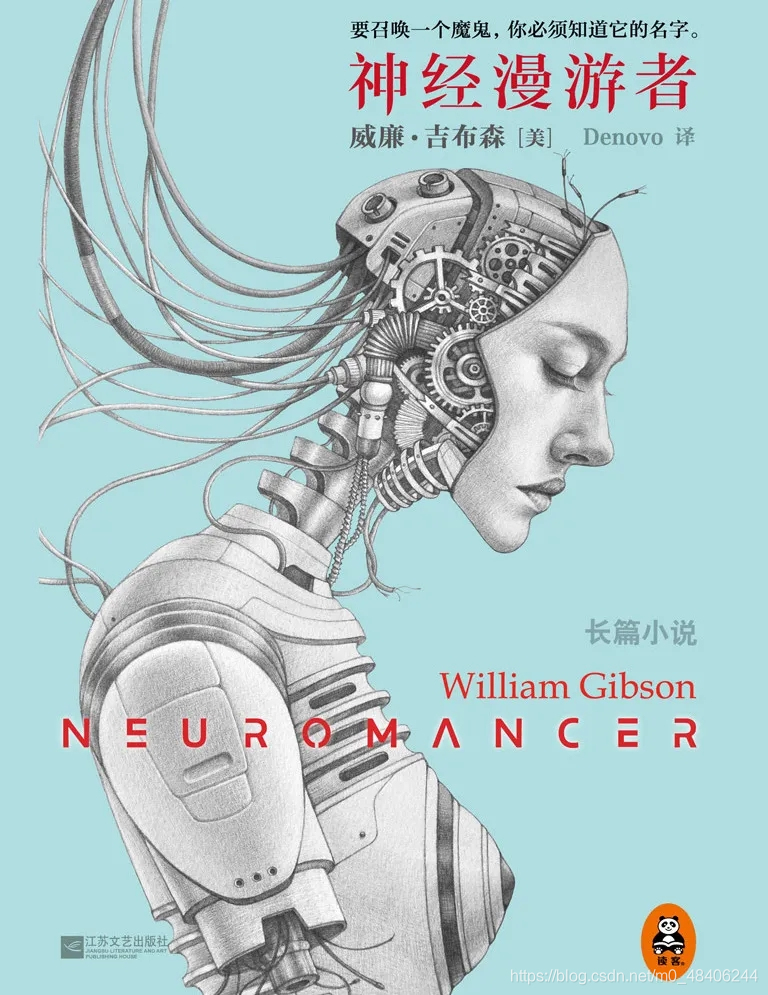 要召唤一个魔鬼，你必须知道它的名字。
神经漫游者
威廉·吉布森 [美] Denovo 译
长篇小说
William Gibson
NEUROMANCER
江苏文艺出版社
JIANGSU LITERATURE AND ART
PUBLISHING HOUSE
读客®
https://blog.csdn.net/m0_48406244